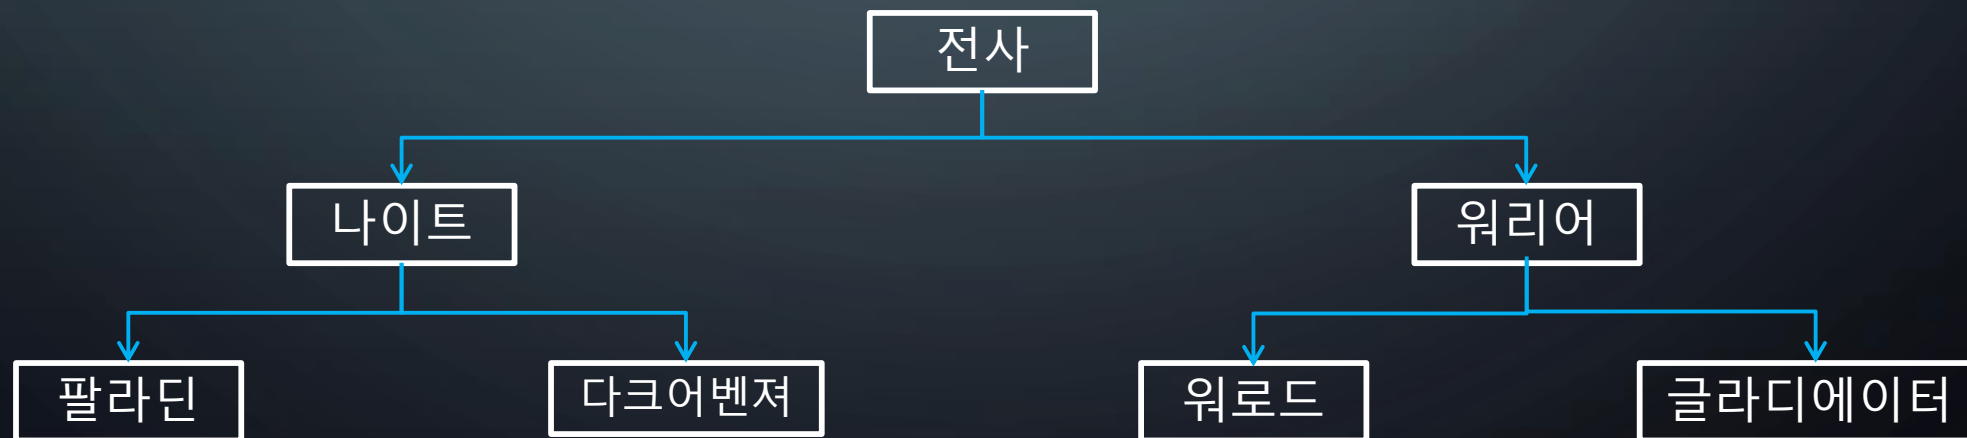 전사
나이트
워리어
팔라딘
다크어벤져
워로드
글라디에이터